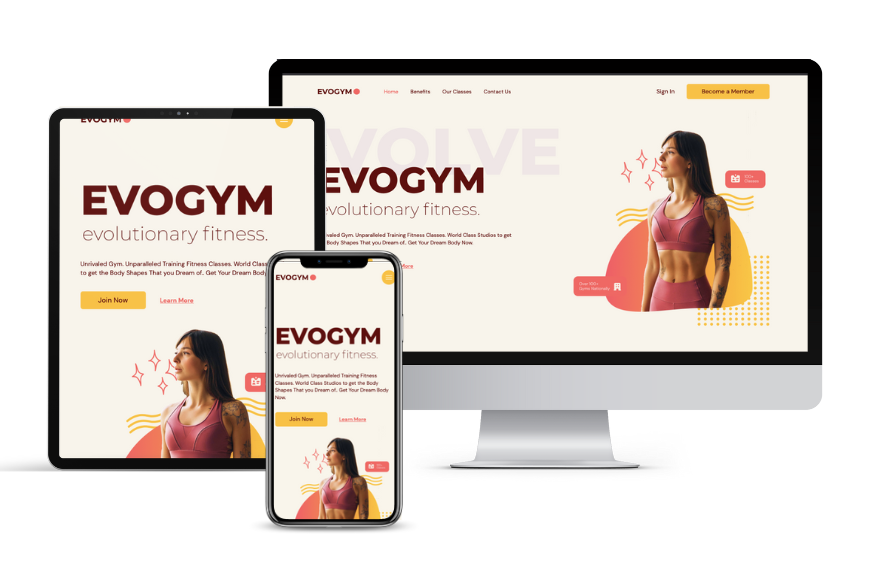 EVOGYM
Home Benefits Our Classes Contact Us
Sign In
Become a Member
EVOLVE
EVOGYM
evolutionary fitness.
Unrivaled Gym. Unparalleled Training Fitness Classes. World Class Studios to get
Body Shapes That you Dream of.. Get Your Dream Body Now.
More
Classes
Over 100+
Gyms Nationally
EVOGYM
EVOGYM
evolutionary fitness.
Unrivaled Gym. Unparalleled Training Fitness Classes. World Class
to get the Body Shapes That you Dream of.. Get Your Dream Body
Join Now
Learn More
EVOGYM
EVOGYM
evolutionary fitness.
Unrivaled Gym. Unparalleled Training Fitness
Classes. World Class Studios to get the Body
Shapes That you Dream of.. Get Your Dream Body
Now.
Join Now
Learn More